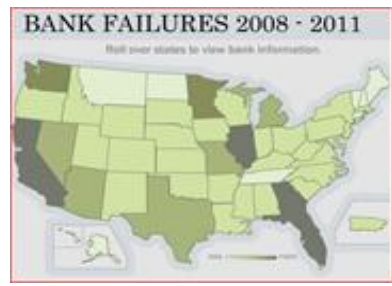 BANK FAILURES 2008 - 2011
Roll over states to view bank information.